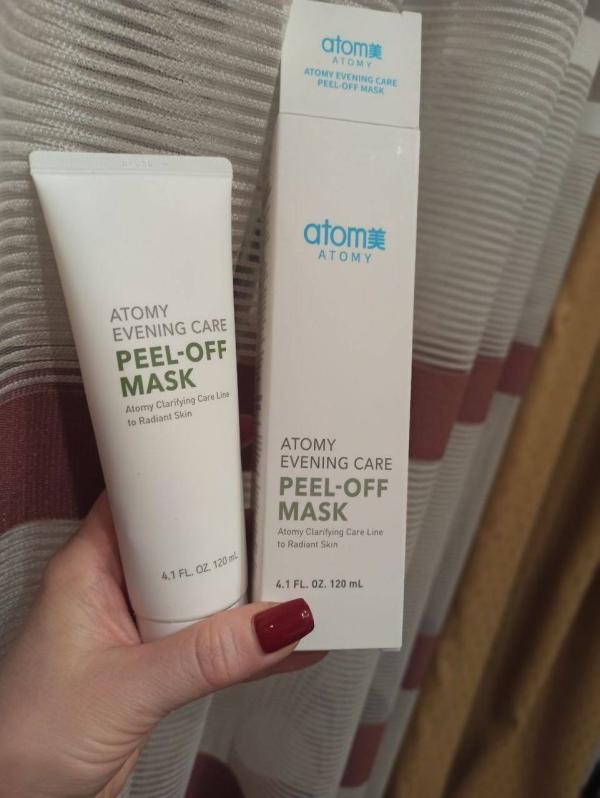 atom美
ATOMY
ATOMY EVENING CARE
PEEL-OFF MASK
atom美
ATOMY
ATOMY
EVENING CARE
PEEL-OFF
MASK
Atomy Clarifying Care Line
to Radiant Skin
4.1 FL. OZ. 120 mL
ATOMY
EVENING CARE
PEEL-OFF
MASK
Atomy Clarifying Care Line
to Radiant Skin
4.1 FL. OZ. 120 mL